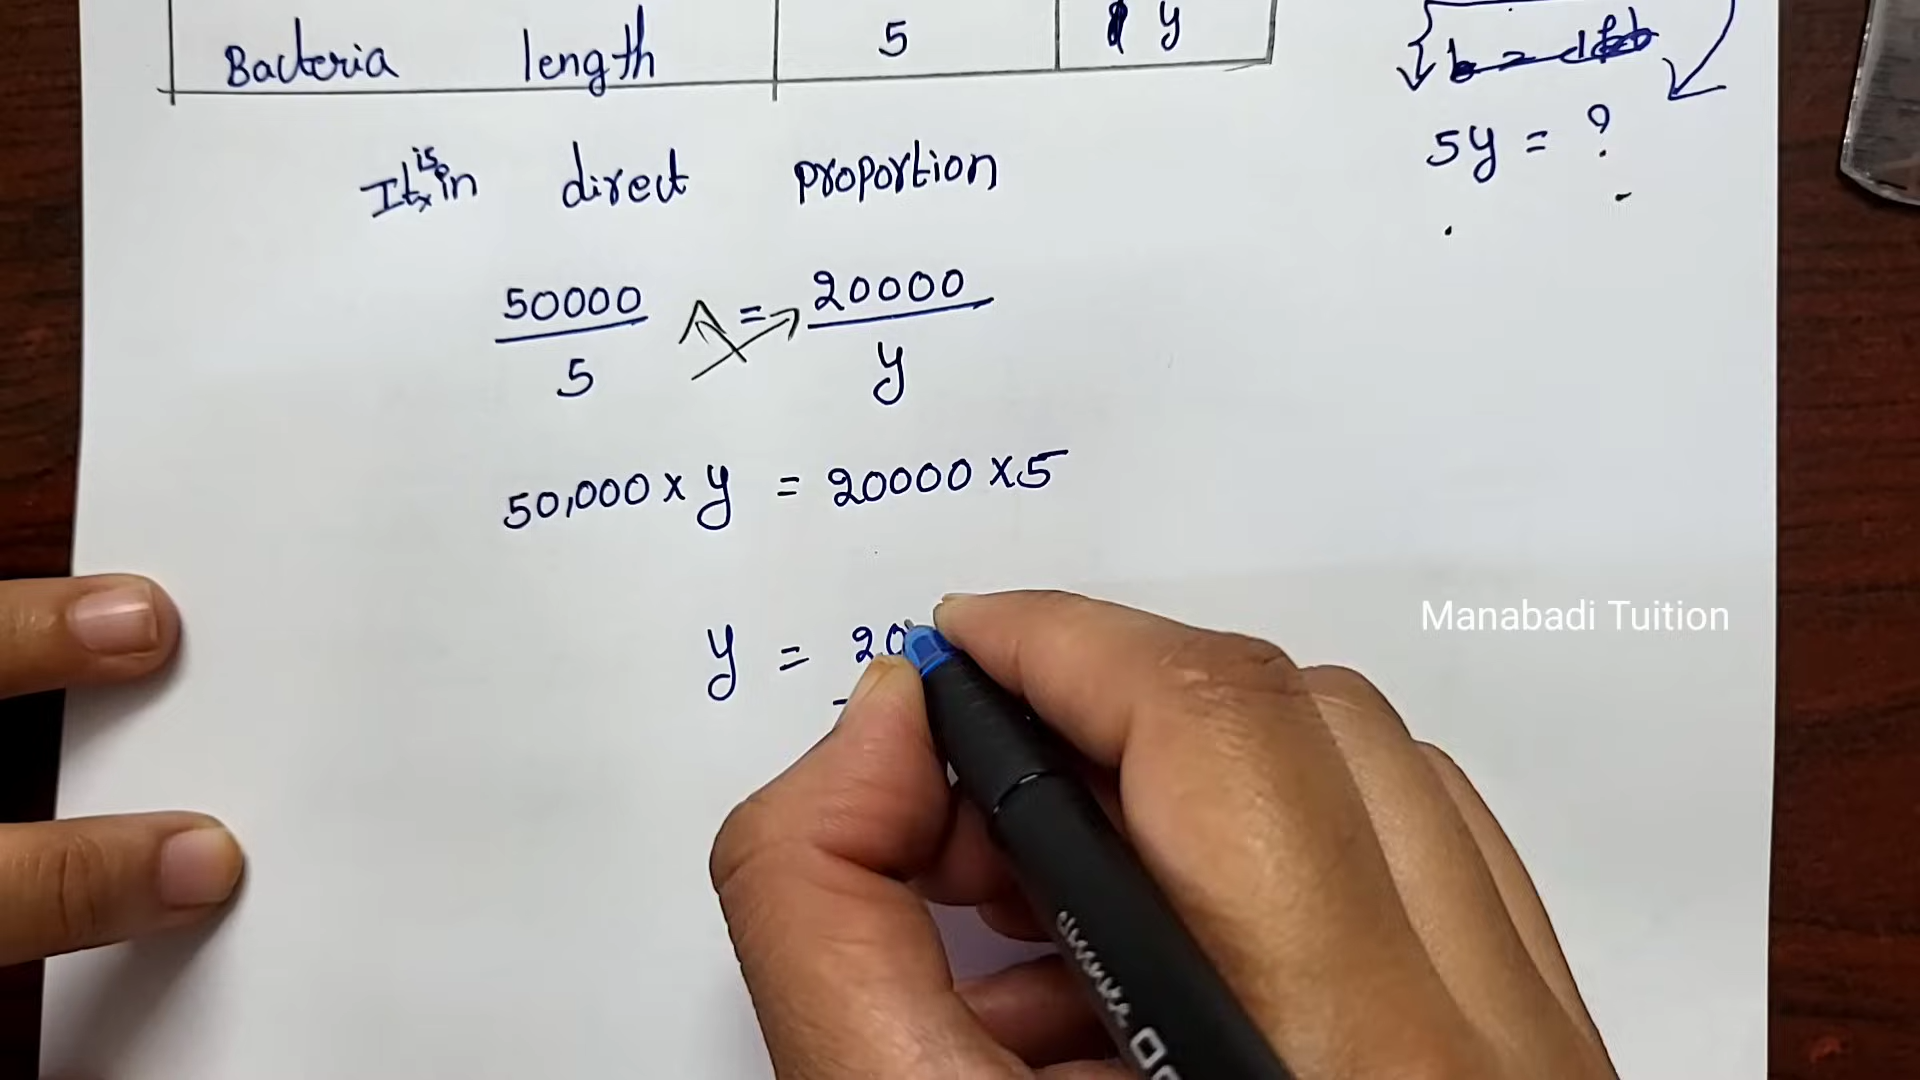 Bacteria length 5 y
It is in direct proportion
5y = ?
50000 = 20000
5 y
50,000 x y = 20000 x 5
y = 20
Manabadi Tuition